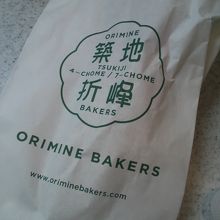 ORIMINE
築地
TSUKIJI
4-CHOME / 7-CHOME
折峰
BAKERS
ORIMINE BAKERS
www.oriminebakers.com